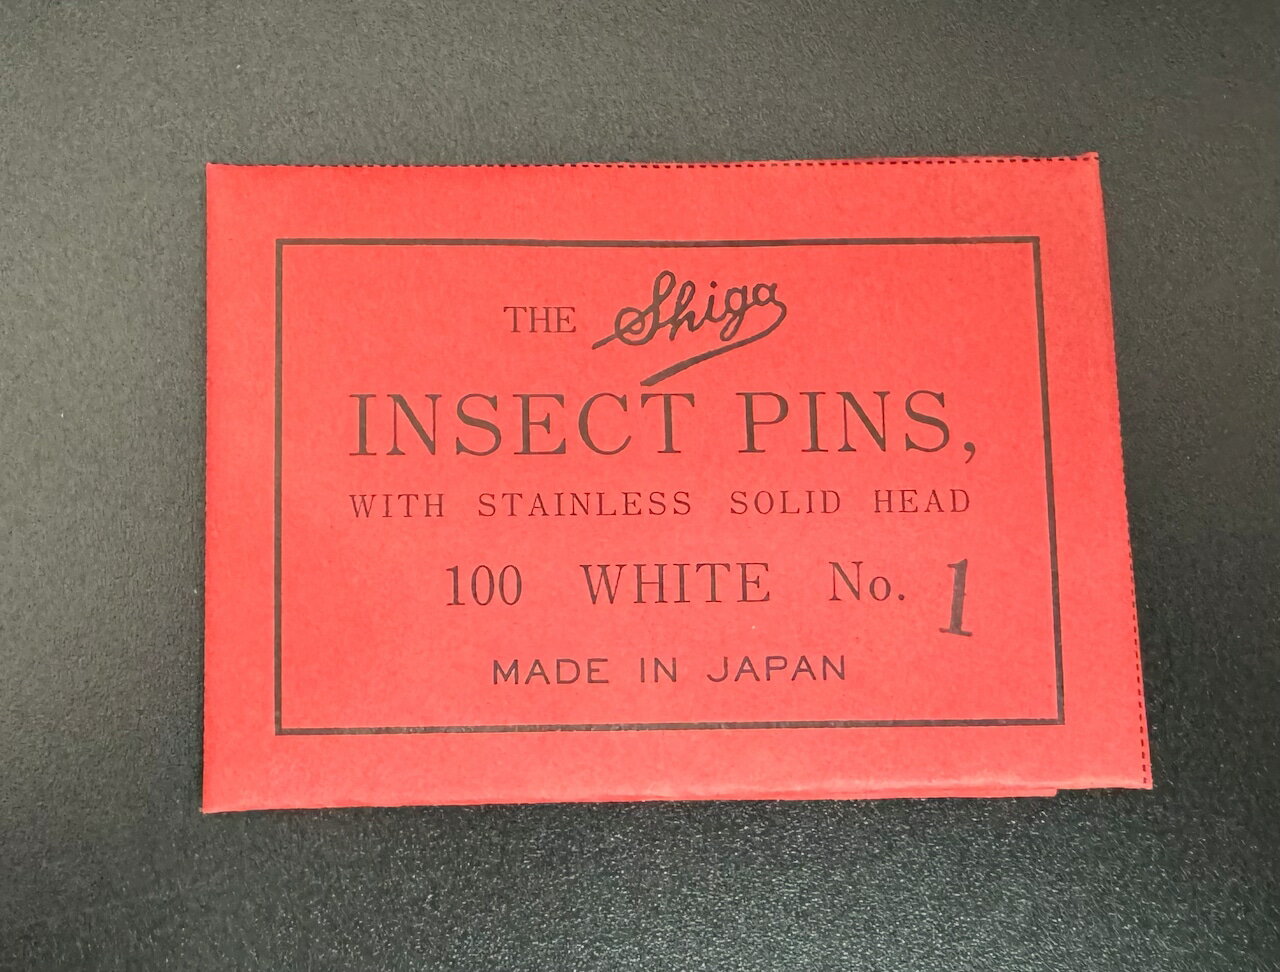 THE Shiga
INSECT PINS,
WITH STAINLESS SOLID HEAD
100 WHITE No. 1
MADE IN JAPAN